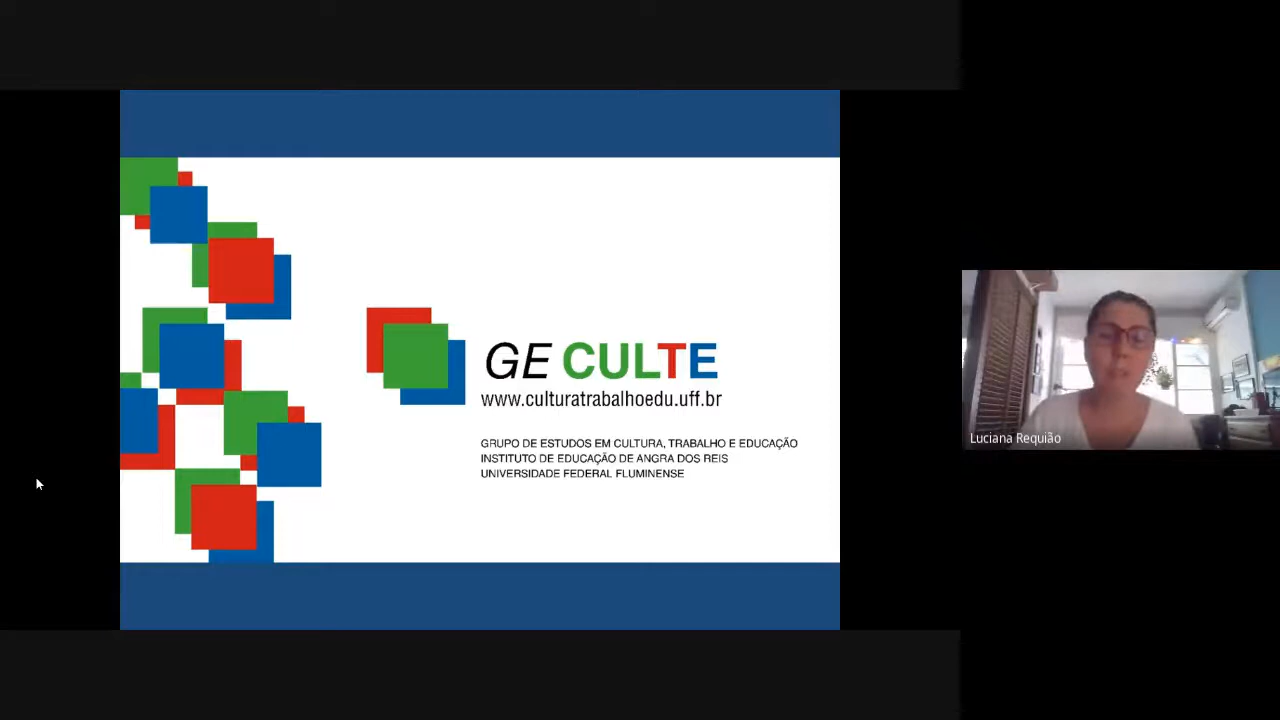 GE CULTE
www.culturatrabalhoedu.uff.br
GRUPO DE ESTUDOS EM CULTURA, TRABALHO E EDUCAÇÃO
INSTITUTO DE EDUCAÇÃO DE ANGRA DOS REIS
UNIVERSIDADE FEDERAL FLUMINENSE
Luciana Requião